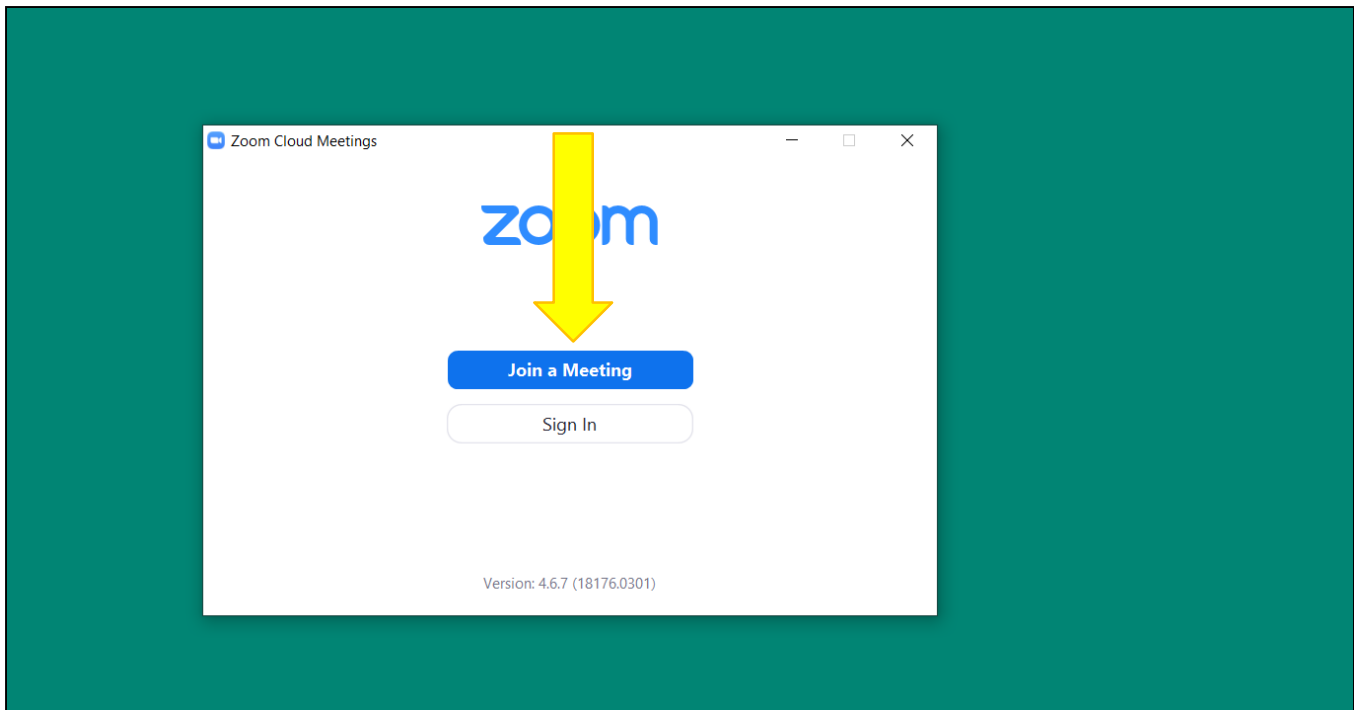 Zoom Cloud Meetings
zoom
Join a Meeting
Sign In
Version: 4.6.7 (18176.0301)